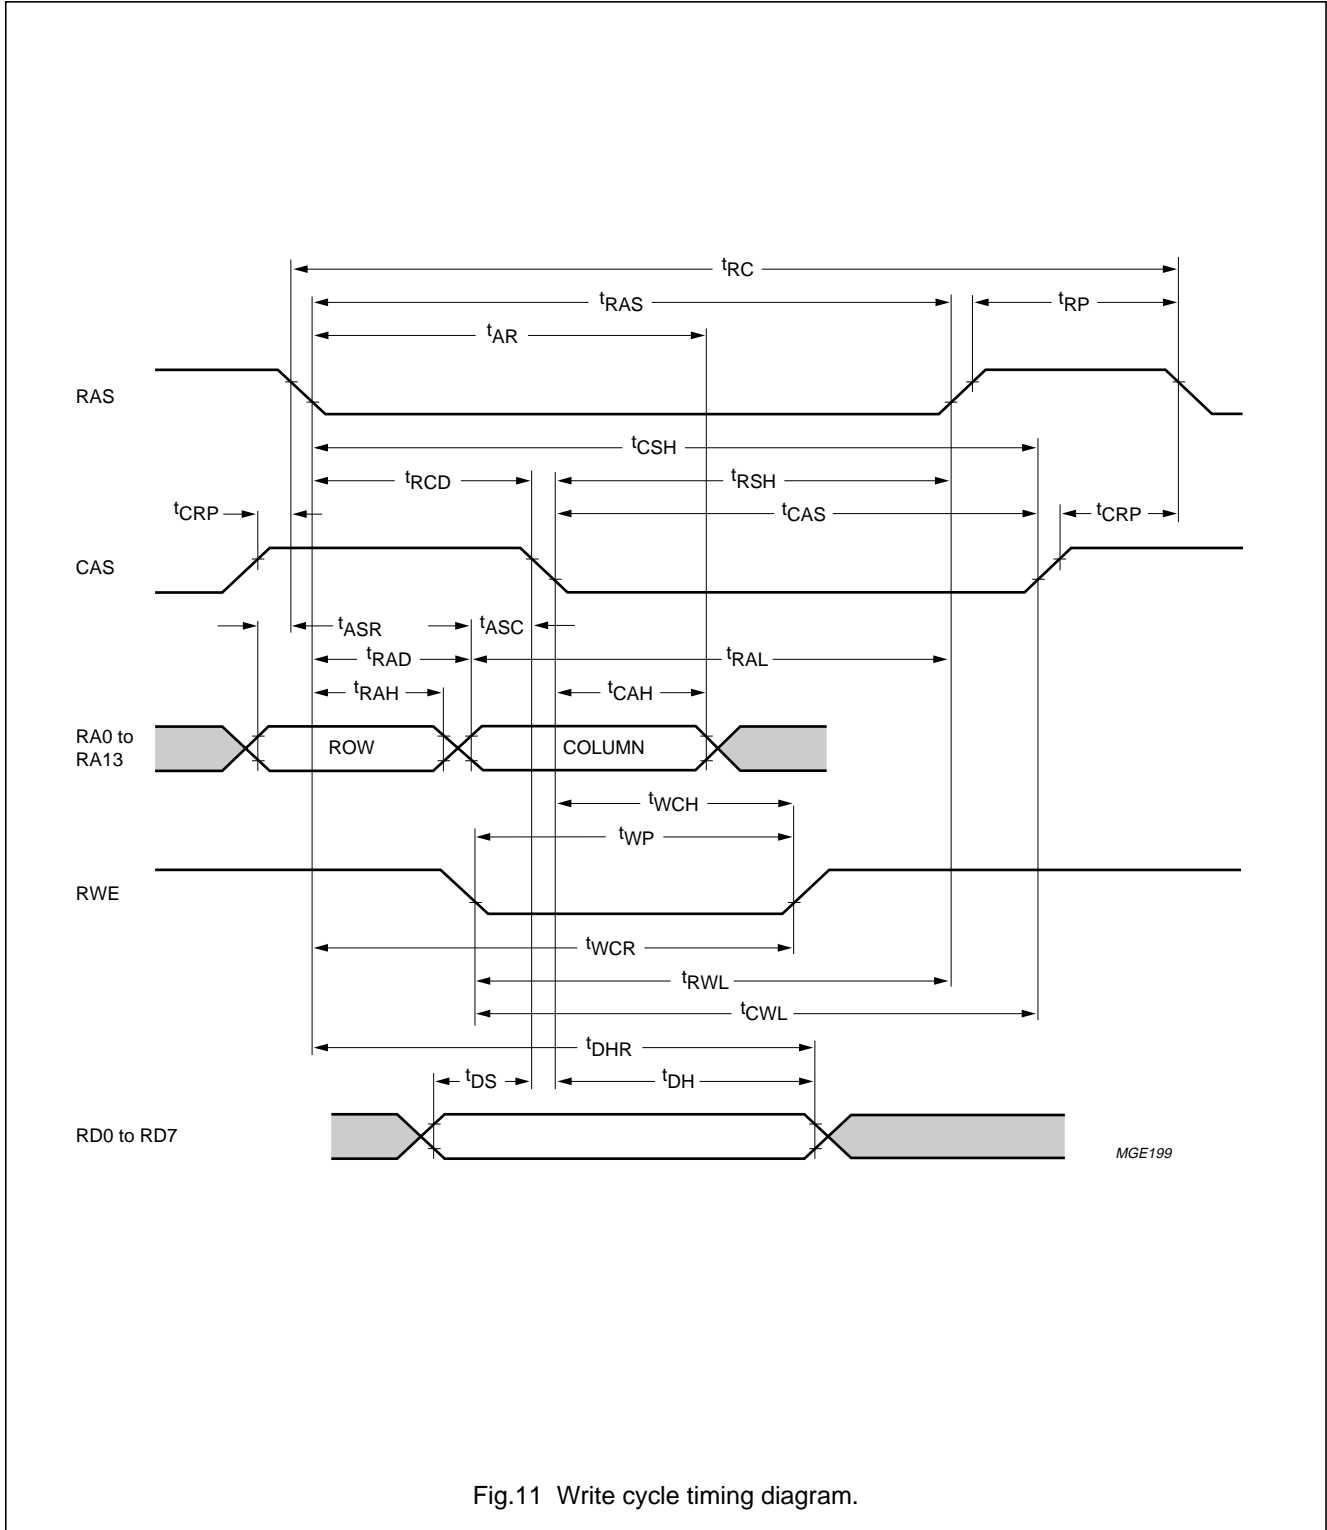 tRC
tRAS
tRP
tAR
RAS
tCSH
tRCD
tRSH
tCRP
tCAS
tCRP
CAS
tASR
tASC
tRAD
tRAL
tRAH
tCAH
RA0 to
RA13
ROW
COLUMN
tWCH
tWP
RWE
tWCR
tRWL
tCWL
tDHR
tDS
tDH
RD0 to RD7
MGE199
Fig.11 Write cycle timing diagram.